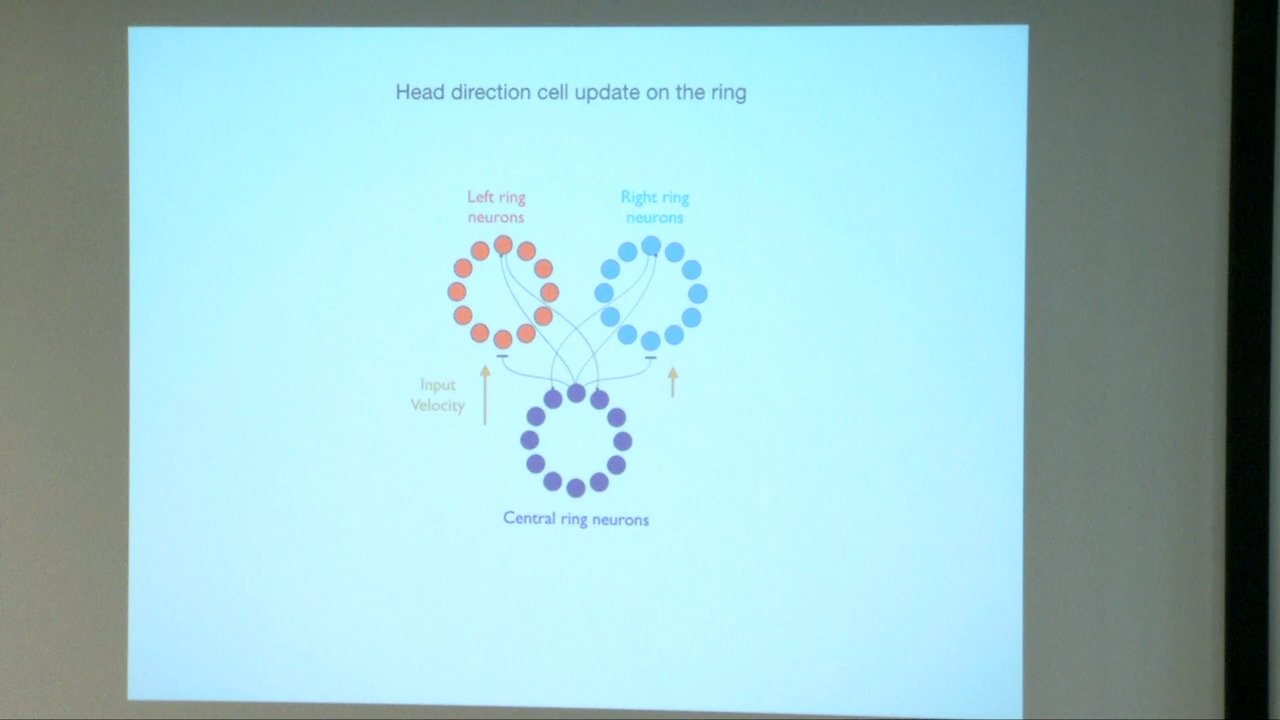 Head direction cell update on the ring
Left ring
neurons
Right ring
neurons
Input
Velocity
Central ring neurons